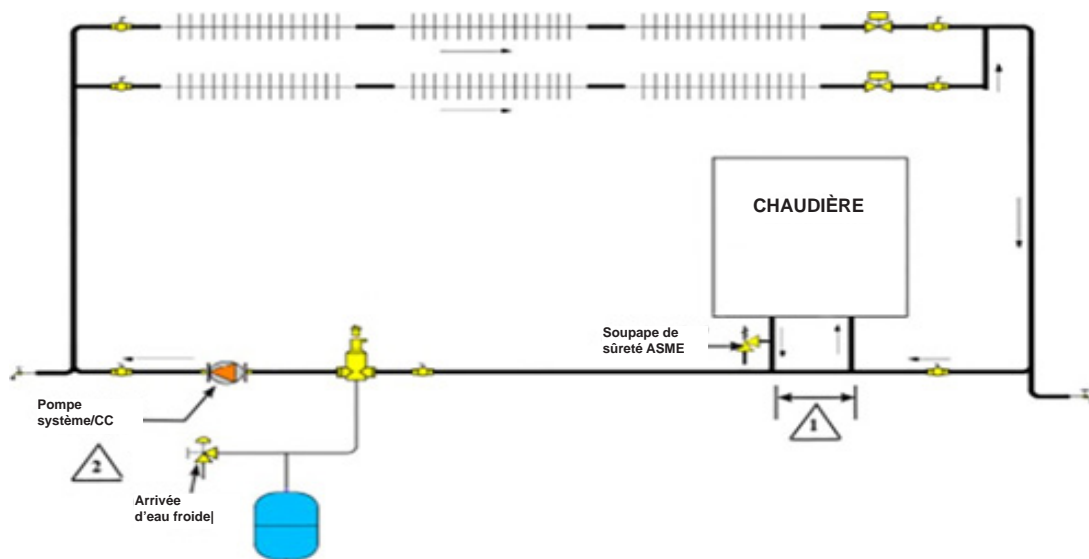 CHAUDIÈRE
Soupape de
sûreté ASME
1
Pompe
système/CC
2
Arrivée
d'eau froide|